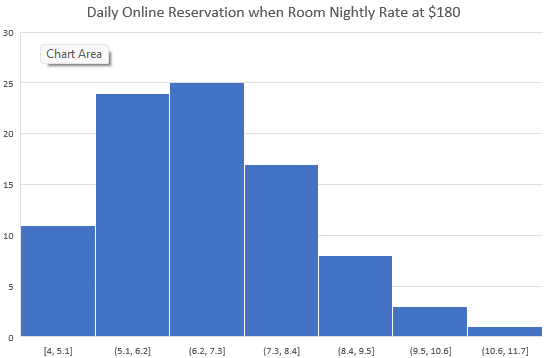 Daily Online Reservation when Room Nightly Rate at $180
30
Chart Area
25
20
15
10
5
0
[4, 5.1] (5.1, 6.2] (6.2, 7.3] (7.3, 8.4] (8.4, 9.5] (9.5, 10.6] (10.6, 11.7]